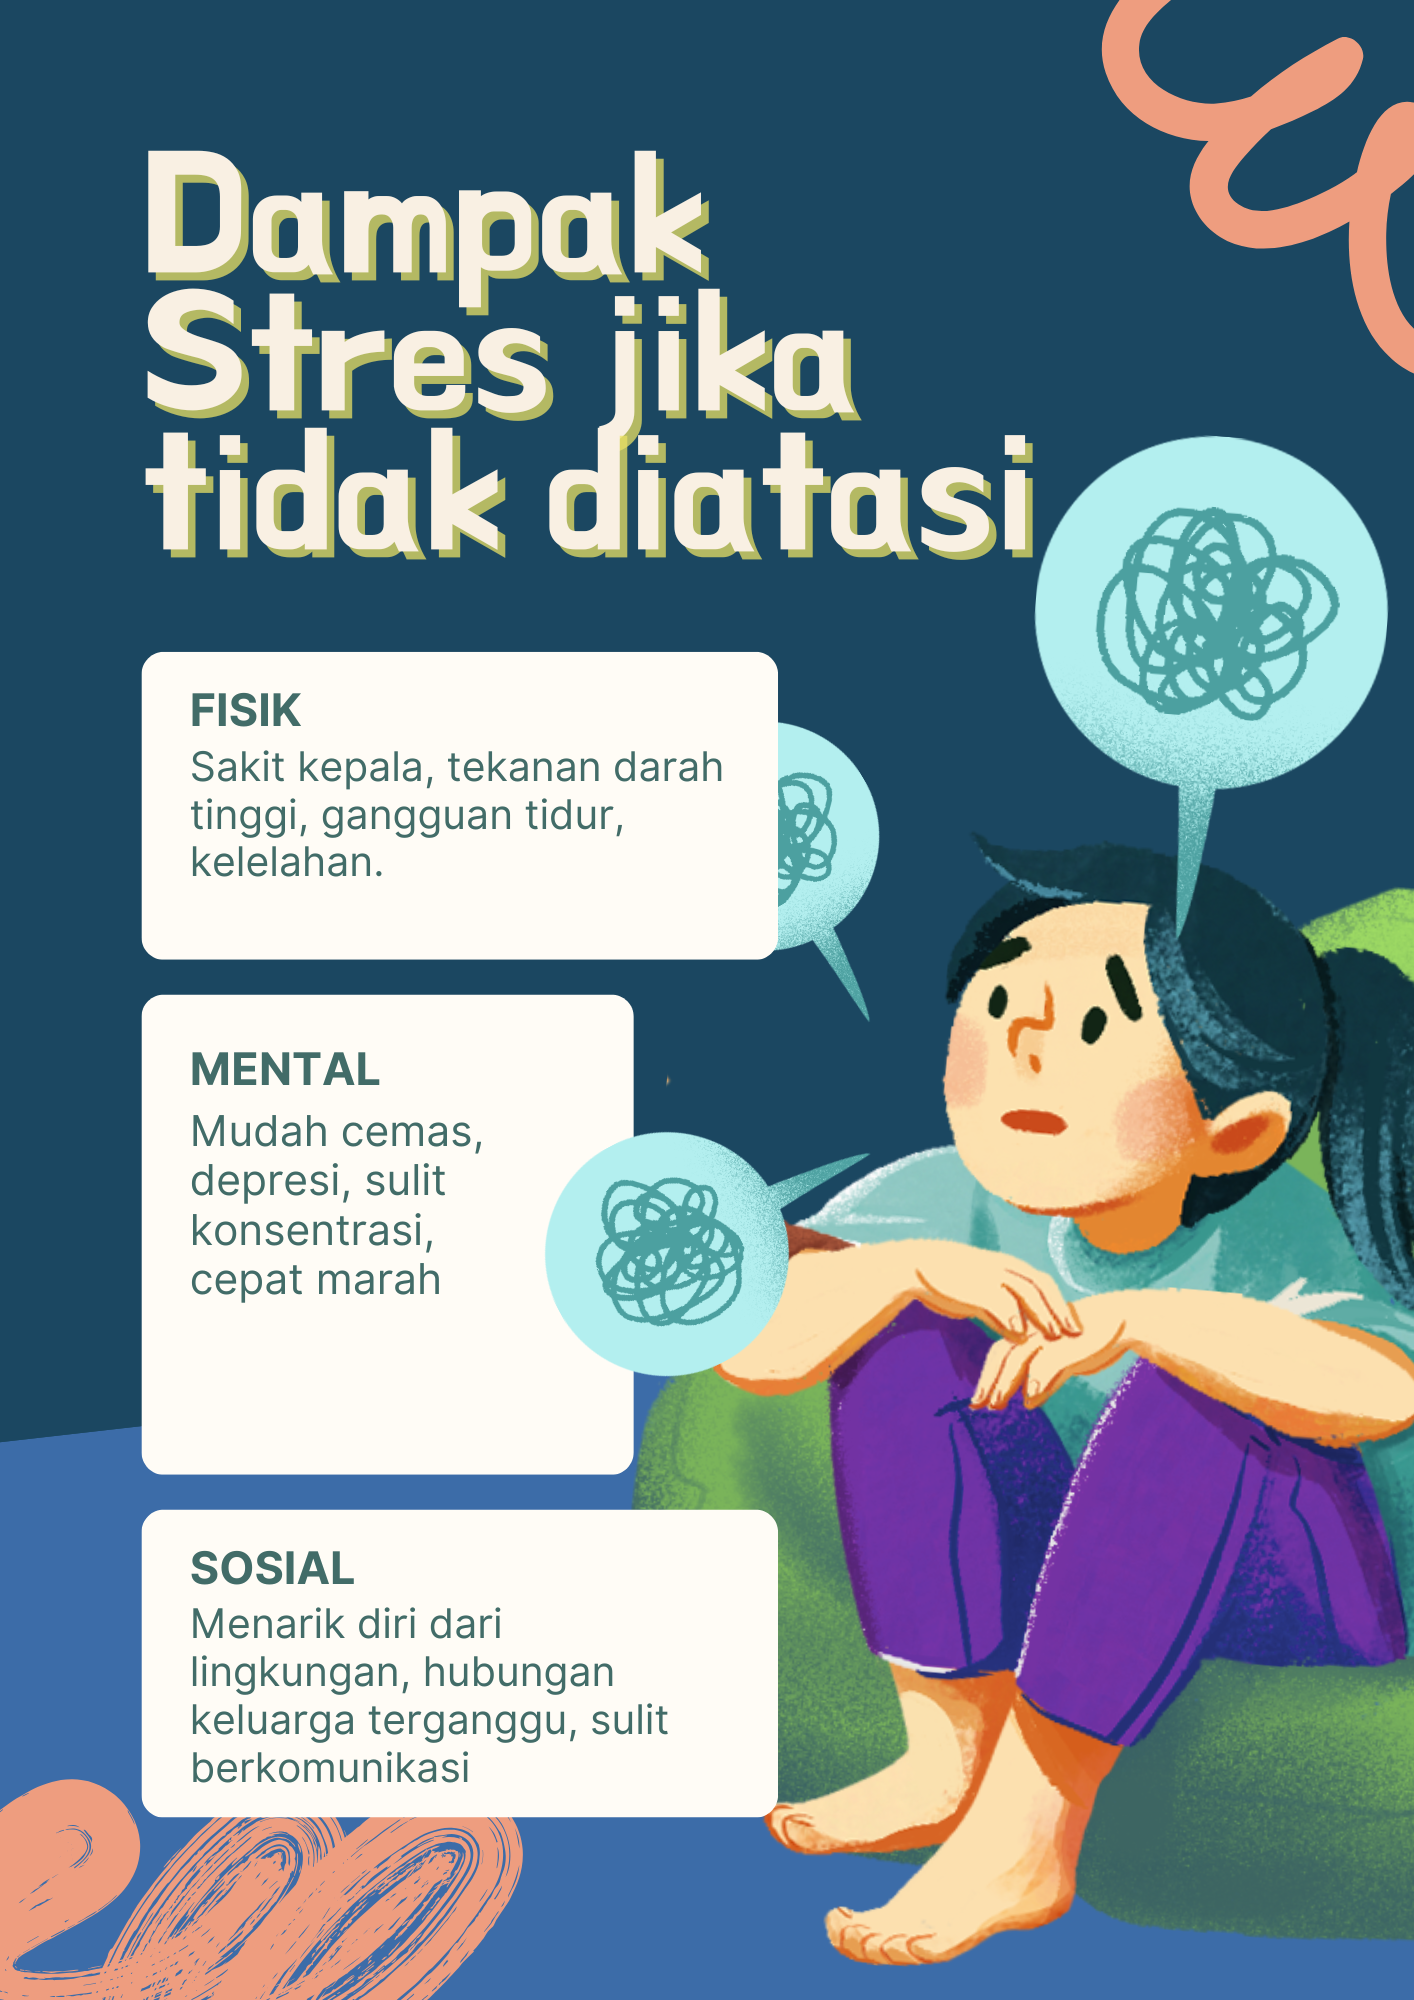 Dampak
Stres jika
tidak diatasi
FISIK
Sakit kepala, tekanan darah
tinggi, gangguan tidur,
kelelahan.
MENTAL
Mudah cemas,
depresi, sulit
konsentrasi,
cepat marah
SOSIAL
Menarik diri dari
lingkungan, hubungan
keluarga terganggu, sulit
berkomunikasi